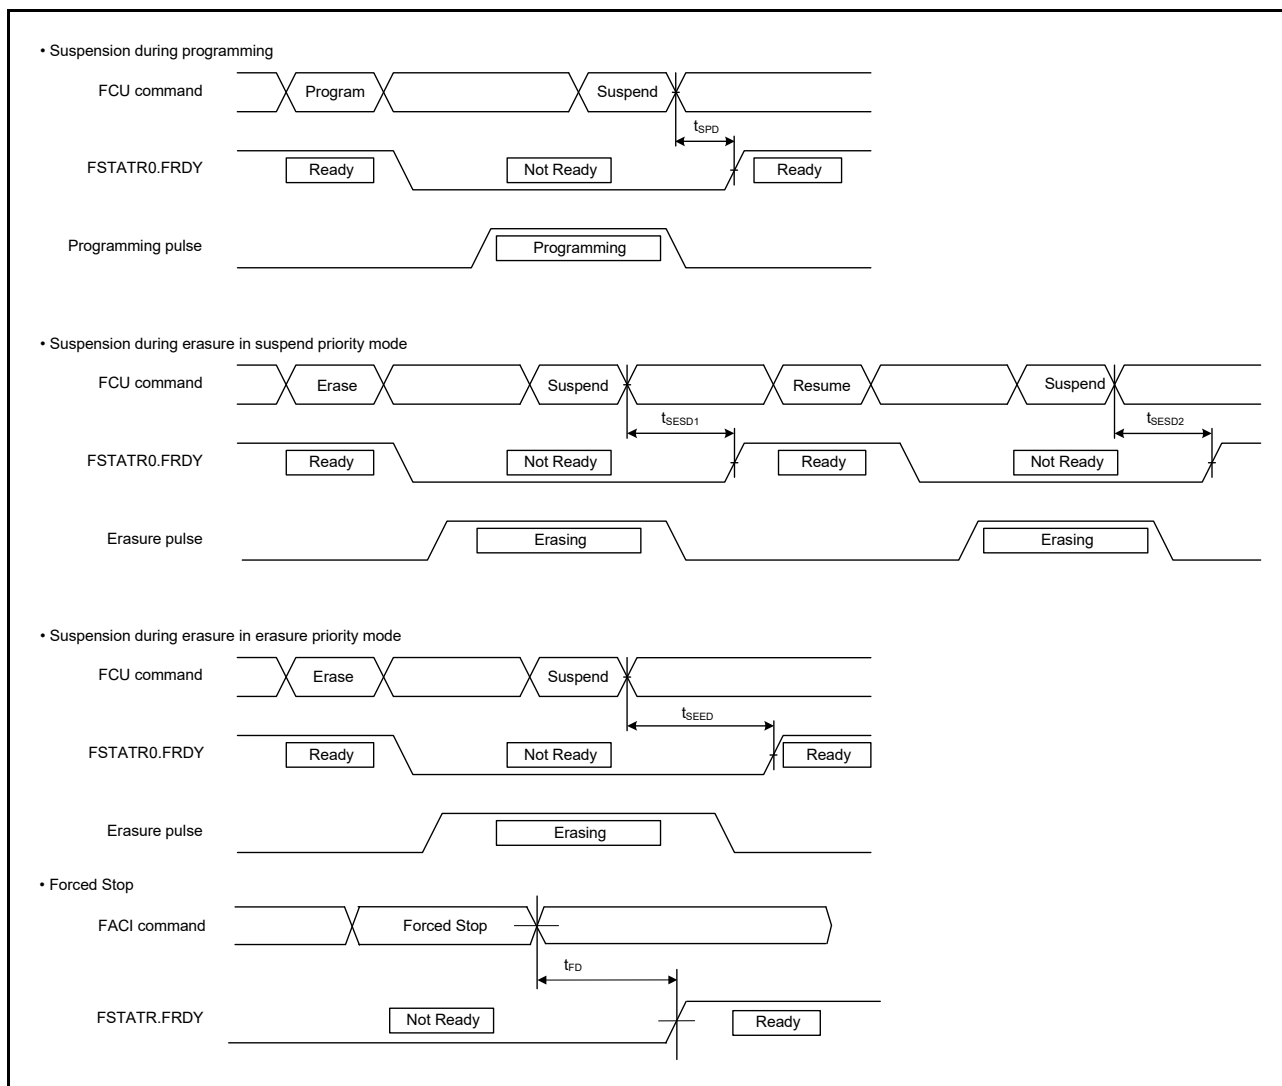 • Suspension during programming
FCU command
Program
Suspend
tSPD
FSTATR0.FRDY
Ready
Not Ready
Ready
Programming pulse
Programming
• Suspension during erasure in suspend priority mode
FCU command
Erase
Suspend
Resume
Suspend
tSESD1
tSESD2
FSTATR0.FRDY
Ready
Not Ready
Ready
Not Ready
Erasure pulse
Erasing
Erasing
• Suspension during erasure in erasure priority mode
FCU command
Erase
Suspend
tSEED
FSTATR0.FRDY
Ready
Not Ready
Ready
Erasure pulse
Erasing
• Forced Stop
FACI command
Forced Stop
tFD
FSTATR.FRDY
Not Ready
Ready